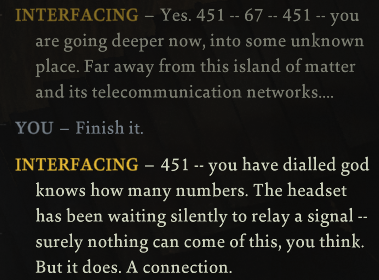 INTERFACING – Yes. 451 -- 67 -- 451 -- you
are going deeper now, into some unknown
place. Far away from this island of matter
and its telecommunication networks....
YOU – Finish it.
INTERFACING – 451 -- you have dialled god
knows how many numbers. The headset
has been waiting silently to relay a signal --
surely nothing can come of this, you think.
But it does. A connection.